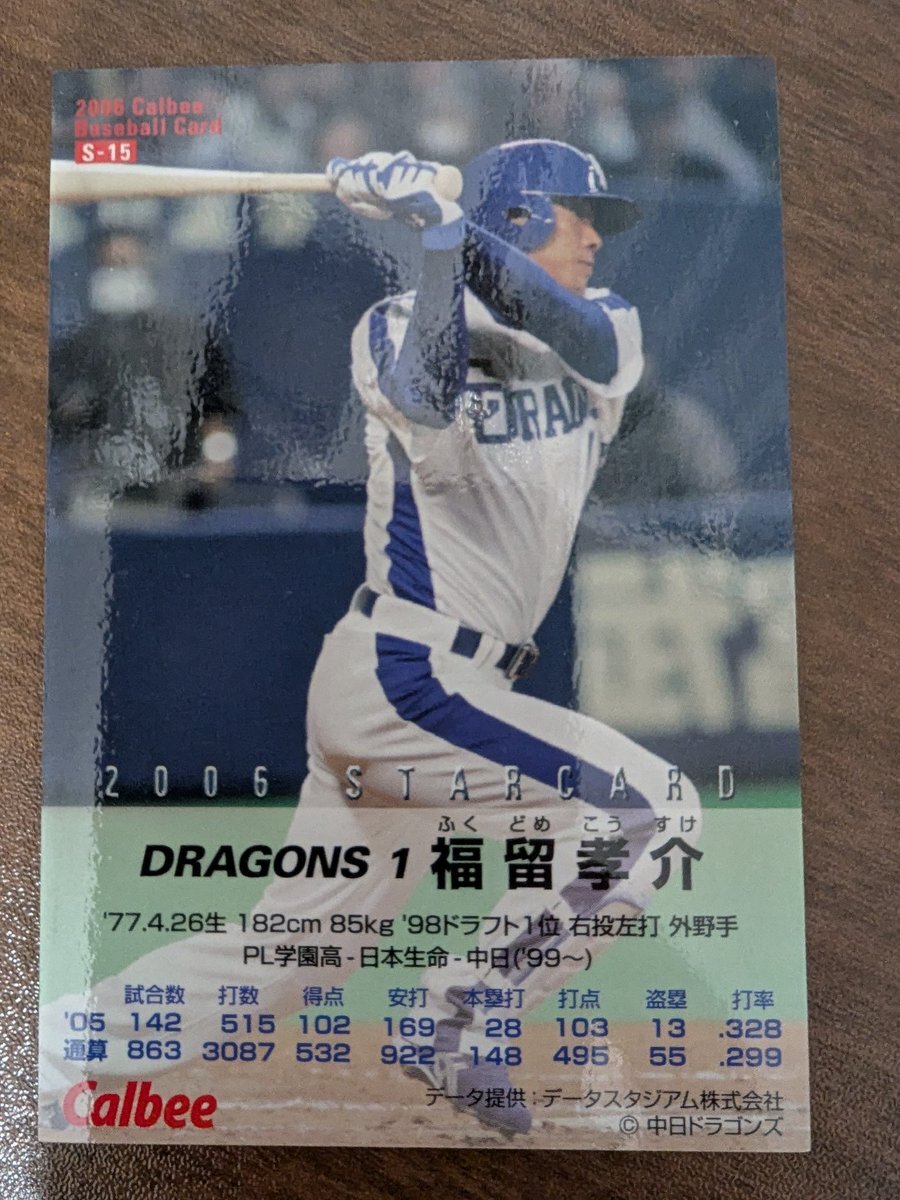 2006 Calbee
Baseball Card
S-15
DRAGO
2006 STARCARD
ふく どめ こう すけ
DRAGONS 1 福留孝介
'77.4.26生 182cm 85kg '98ドラフト1位 右投左打 外野手
PL学園高-日本生命-中日('99〜)
試合数 打数 得点 安打 本塁打 打点 盗塁 打率
'05 142 515 102 169 28 103 13 .328
通算 863 3087 532 922 148 495 55 .299
Calbee
データ提供:データスタジアム株式会社
© 中日ドラゴンズ